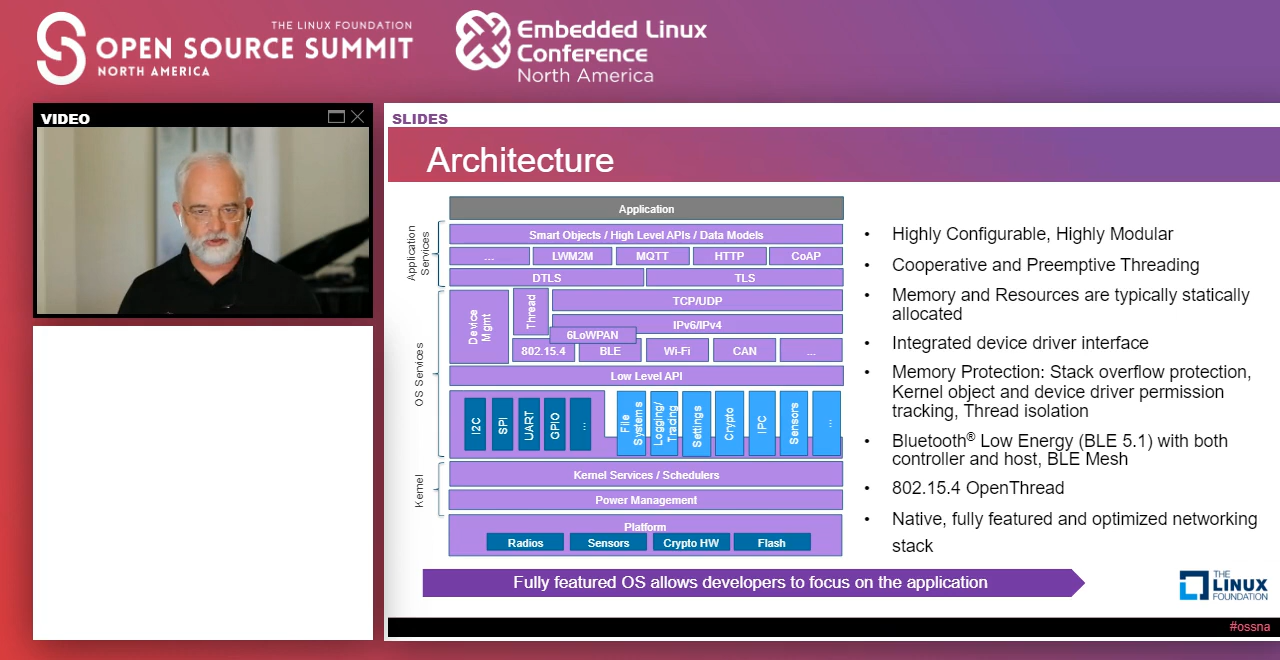 THE LINUX FOUNDATION
OPEN SOURCE SUMMIT
NORTH AMERICA
Embedded Linux
Conference
North America
VIDEO
SLIDES
Architecture
Application
Application
Services
Smart Objects / High Level APIs / Data Models
...
LWM2M
MQTT
HTTP
CoAP
DTLS
TLS
OS Services
Device
Mgmt
Thread
TCP/UDP
IPv6/IPv4
6LoWPAN
802.15.4
BLE
Wi-Fi
CAN
...
Low Level API
I2C
SPI
UART
GPIO
...
File
Systems
Logging/
Tracing
Settings
Crypto
IPC
Sensors
...
Kernel
Kernel Services / Schedulers
Power Management
Platform
Radios
Sensors
Crypto HW
Flash
• Highly Configurable, Highly Modular
• Cooperative and Preemptive Threading
• Memory and Resources are typically statically
allocated
• Integrated device driver interface
• Memory Protection: Stack overflow protection,
Kernel object and device driver permission
tracking, Thread isolation
• Bluetooth® Low Energy (BLE 5.1) with both
controller and host, BLE Mesh
• 802.15.4 OpenThread
• Native, fully featured and optimized networking
stack
Fully featured OS allows developers to focus on the application
THE
LINUX
FOUNDATION
#ossna